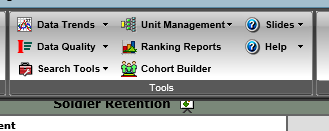 Data Trends Unit Management Slides
Data Quality Ranking Reports Help
Search Tools Cohort Builder
Tools
Soldier Retention